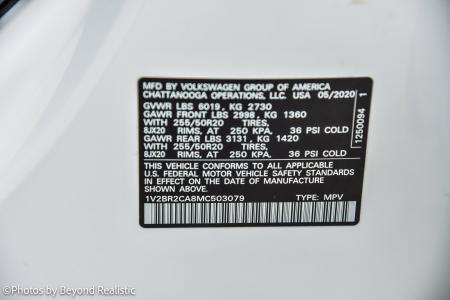 MFD BY VOLKSWAGEN GROUP OF AMERICA
CHATTANOOGA OPERATIONS, LLC. USA 05/2020
GVWR LBS 6019, KG 2730
GAWR FRONT LBS 2998, KG 1360
WITH 255/50R20 TIRES,
8JX20 RIMS, AT 250 KPA, 36 PSI COLD
GAWR REAR LBS 3131, KG 1420
WITH 255/50R20 TIRES,
8JX20 RIMS, AT 250 KPA, 36 PSI COLD
THIS VEHICLE CONFORMS TO ALL APPLICABLE
U.S. FEDERAL MOTOR VEHICLE SAFETY STANDARDS
IN EFFECT ON THE DATE OF MANUFACTURE
SHOWN ABOVE.
1V2BR2CA8MC503079 TYPE: MPV
1250094 1
©Photos by Beyond Realistic